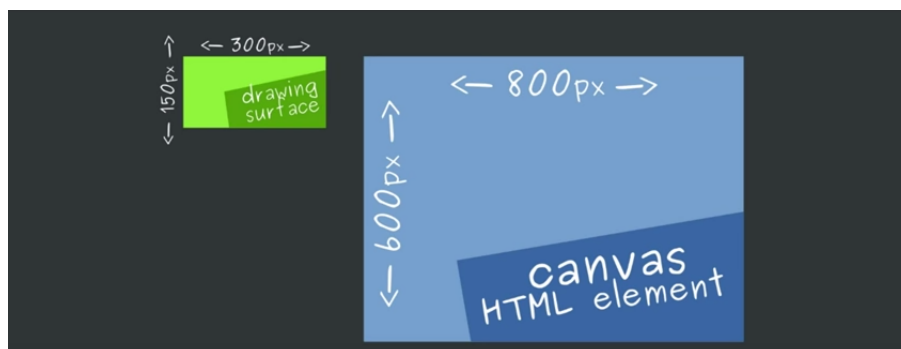 ← 300px →
← 150px →
drawing
surface
← 800px →
← 600px →
canvas
HTML element